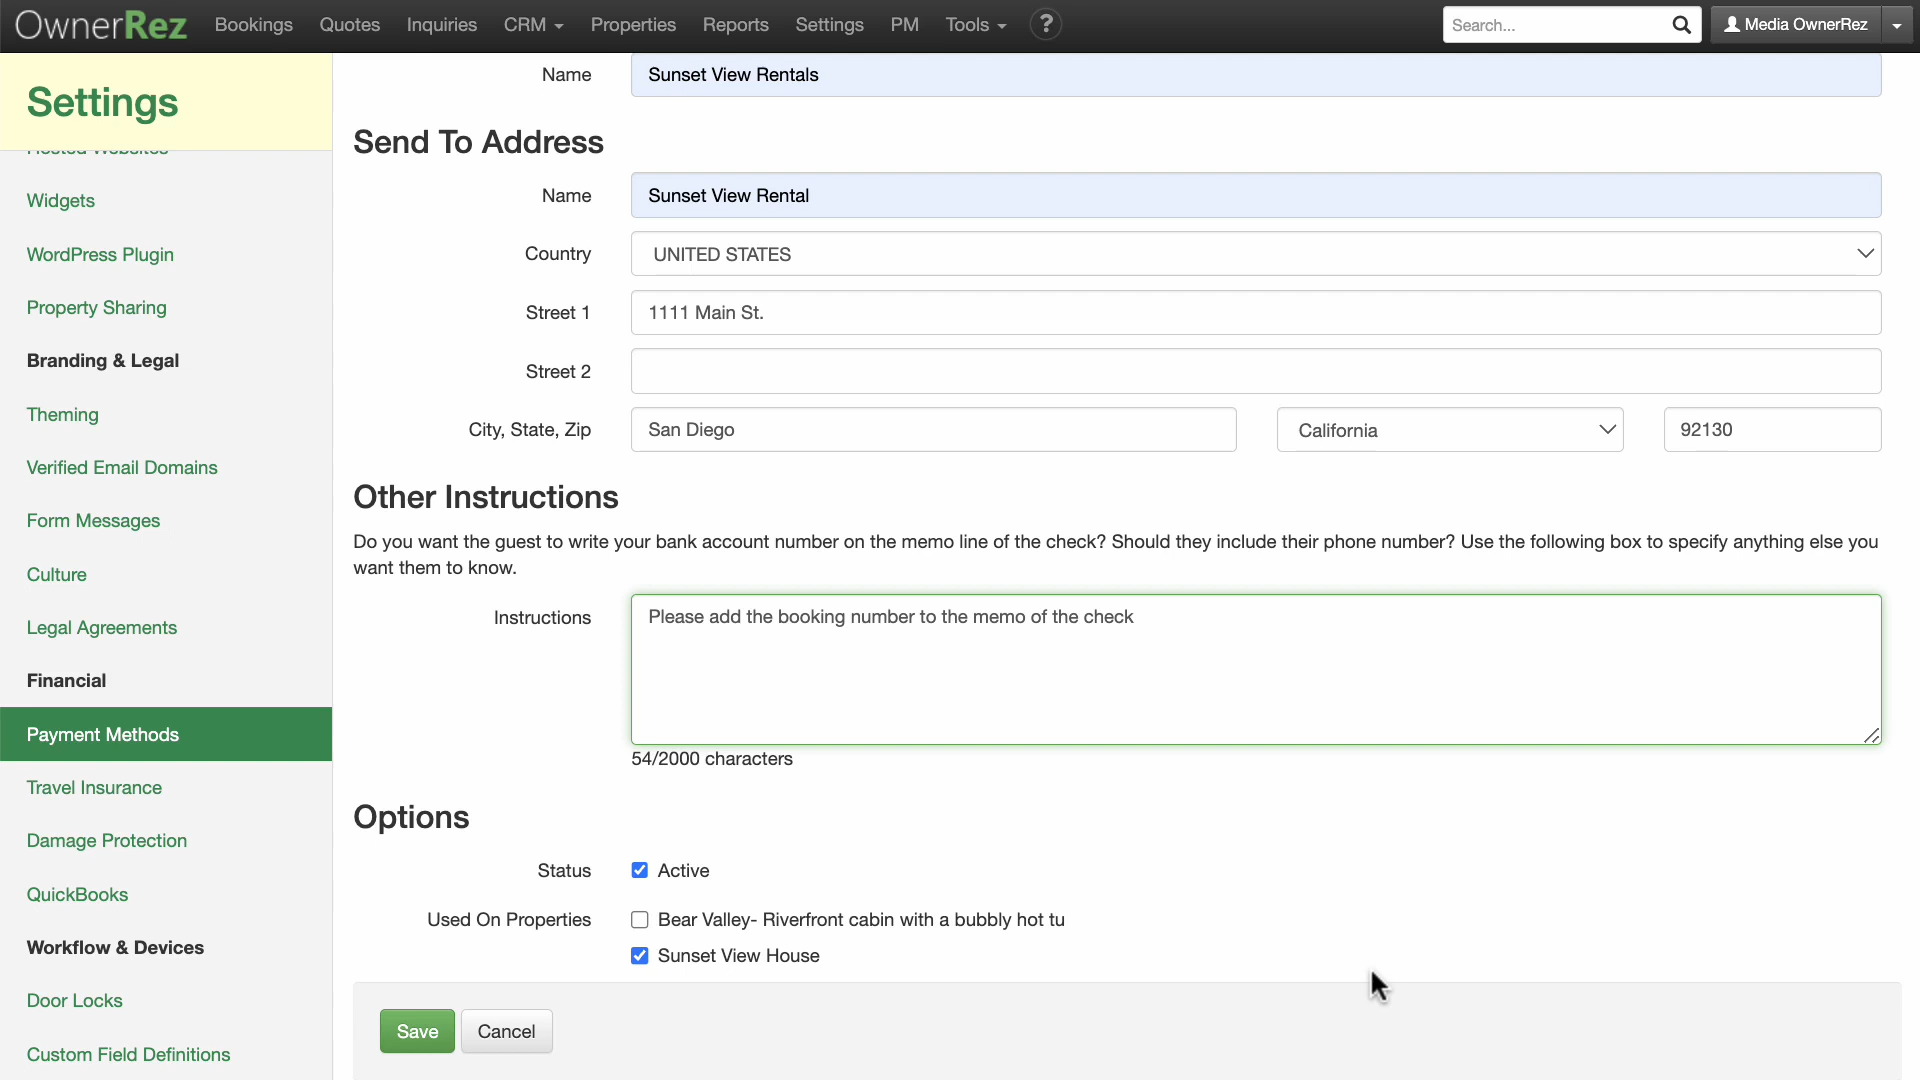 OwnerRez Bookings Quotes Inquiries CRM Properties Reports Settings PM Tools ? Search... Media OwnerRez
Settings
Hosted Websites
Widgets
WordPress Plugin
Property Sharing
Branding & Legal
Theming
Verified Email Domains
Form Messages
Culture
Legal Agreements
Financial
Payment Methods
Travel Insurance
Damage Protection
QuickBooks
Workflow & Devices
Door Locks
Custom Field Definitions
Name Sunset View Rentals
Send To Address
Name Sunset View Rental
Country UNITED STATES
Street 1 1111 Main St.
Street 2
City, State, Zip San Diego California 92130
Other Instructions
Do you want the guest to write your bank account number on the memo line of the check? Should they include their phone number? Use the following box to specify anything else you
want them to know.
Instructions Please add the booking number to the memo of the check
54/2000 characters
Options
Status Active
Used On Properties Bear Valley- Riverfront cabin with a bubbly hot tu
Sunset View House
Save Cancel